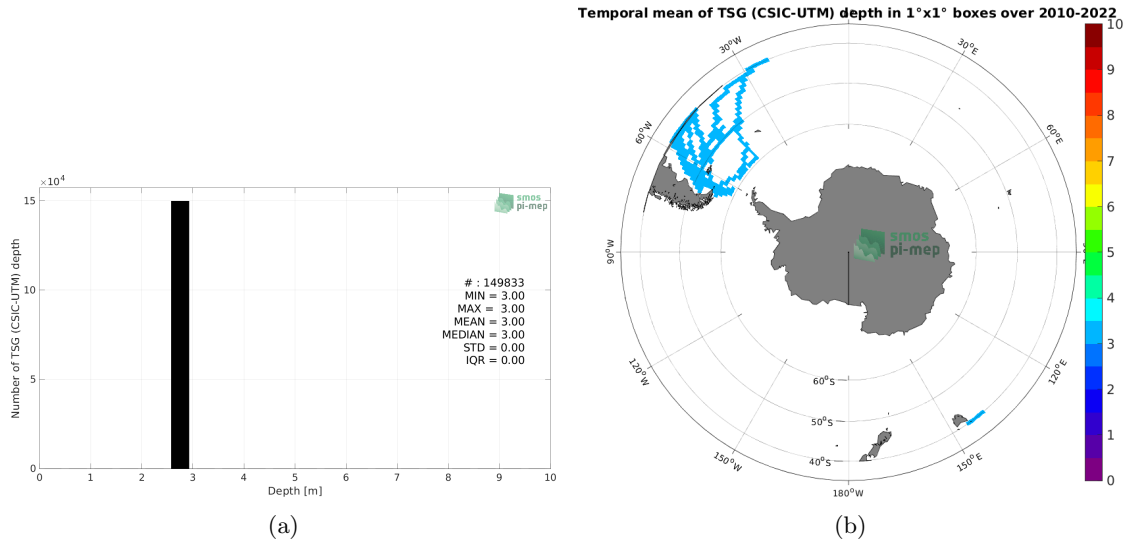 Temporal mean of TSG (CSIC-UTM) depth in 1°x1° boxes over 2010-2022
×10⁴
15
10
5
0
Number of TSG (CSIC-UTM) depth
smos
pi-mep
# : 149833
MIN = 3.00
MAX = 3.00
MEAN = 3.00
MEDIAN = 3.00
STD = 0.00
IQR = 0.00
0 1 2 3 4 5 6 7 8 9 10
Depth [m]
(a)
30°W
30°E
60°W
60°E
90°W
smos
pi-mep
120°W
120°E
60°S
50°S
40°S
150°W
150°E
180°W
10
9
8
7
6
5
4
3
2
1
0
(b)